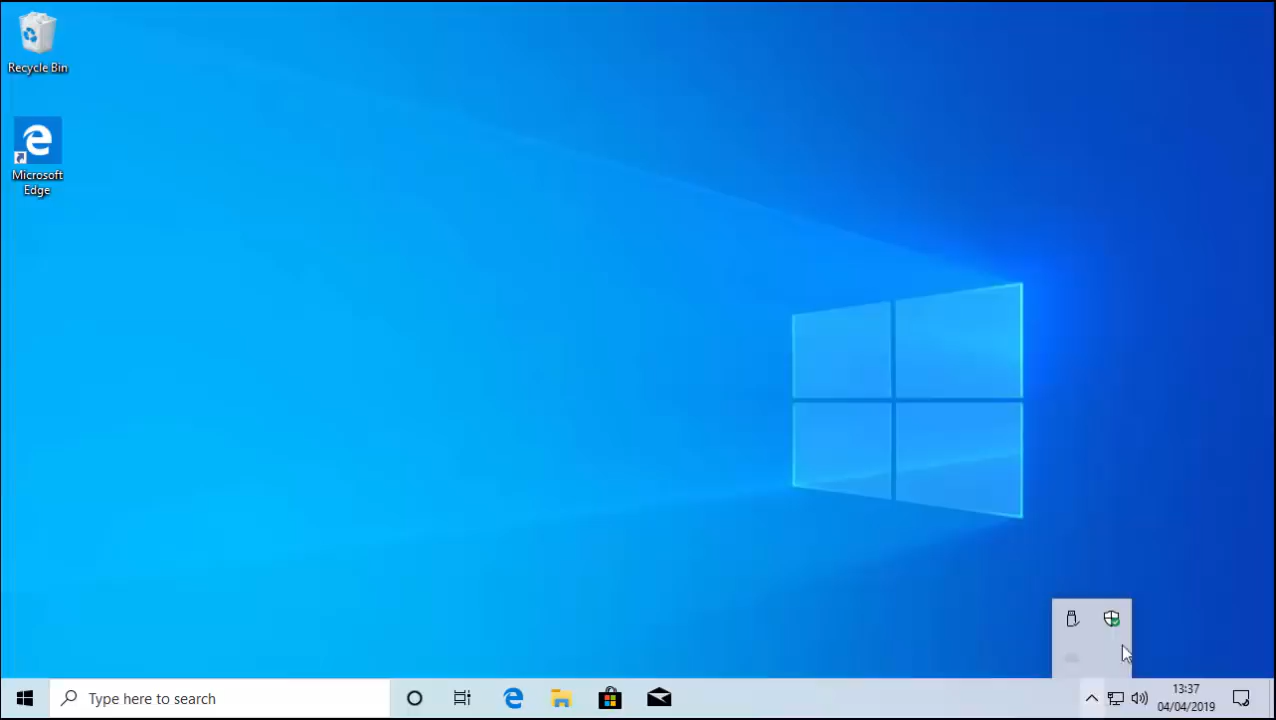 Recycle Bin
Microsoft
Edge
Type here to search
13:37
04/04/2019